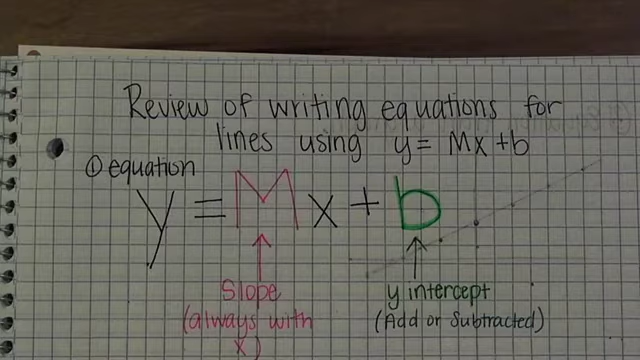 Review of writing equations for
lines using y = Mx + b
① equation
y = Mx + b
Slope
(always with
x)
y intercept
(Add or Subtracted)